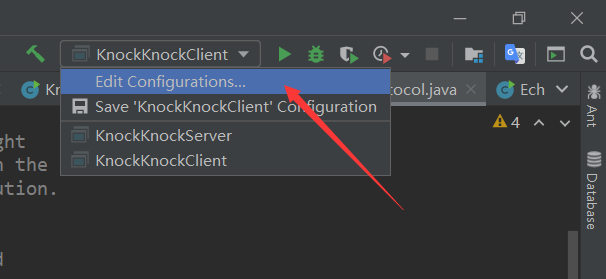 KnockKnockClient
Edit Configurations...
Kn
tocol.java
Ech
Save 'KnockKnockClient' Configuration
ght
4
KnockKnockServer
n the
KnockKnockClient
ution.
d
Ant
Database